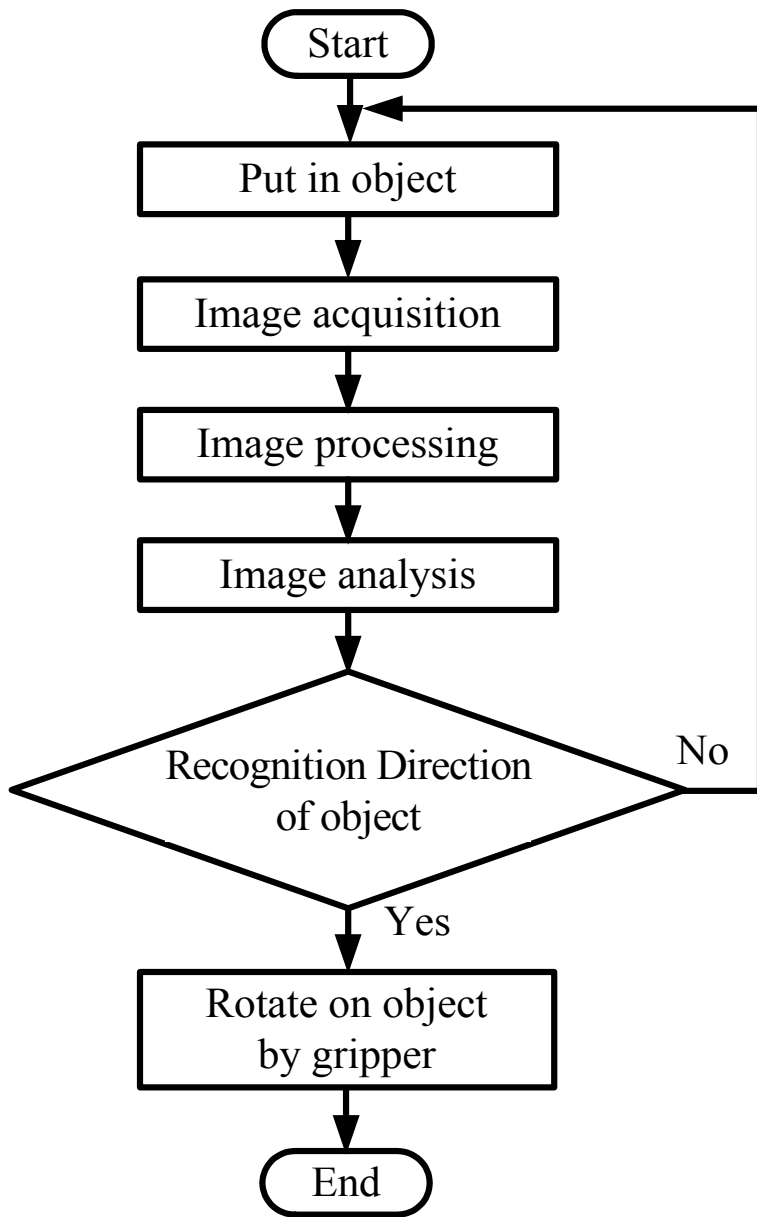 Start
Put in object
Image acquisition
Image processing
Image analysis
Recognition Direction
of object
No
Yes
Rotate on object
by gripper
End